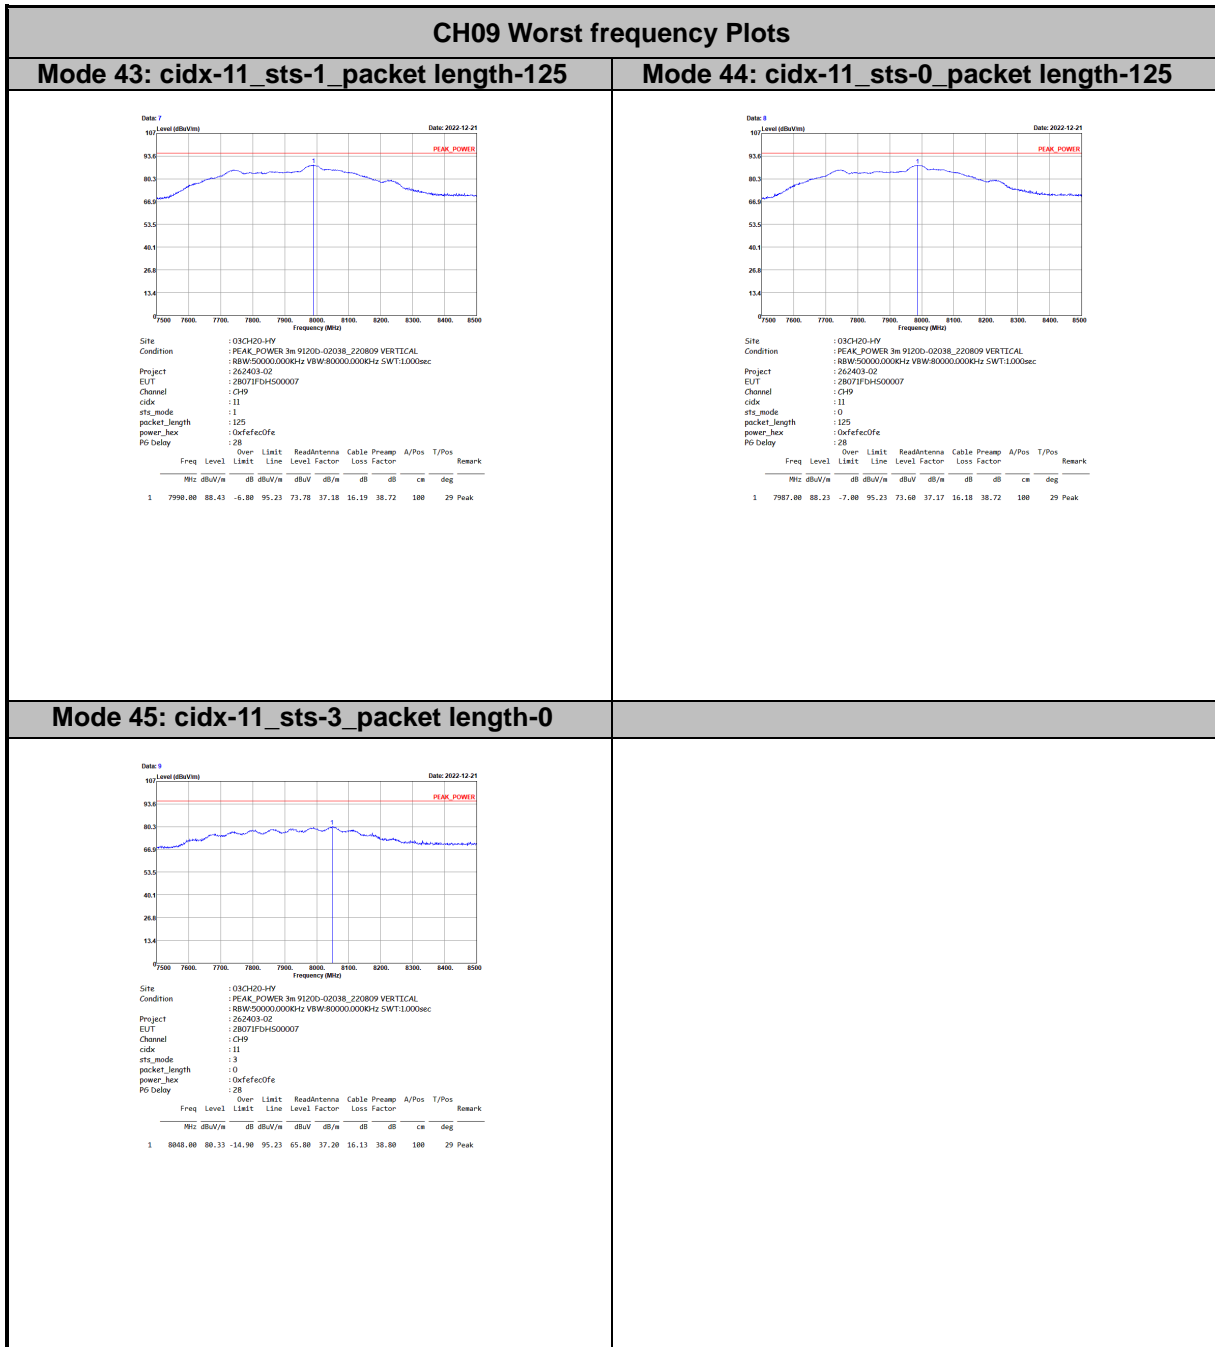 CH09 Worst frequency Plots
Mode 43: cidx-11_sts-1_packet length-125
Mode 44: cidx-11_sts-0_packet length-125
Data: 7
107 Level (dBuV/m) Date: 2022-12-21
PEAK_POWER
93.6
1
80.3
66.9
53.5
40.1
26.8
13.4
0 7500 7600. 7700. 7800. 7900. 8000. 8100. 8200. 8300. 8400. 8500
Frequency (MHz)
Site : 03CH20-HY
Condition : PEAK_POWER 3m 9120D-02038_220809 VERTICAL
: RBW:50000.000KHz VBW:80000.000KHz SWT:1.000sec
Project : 262403-02
EUT : 2B071FDH500007
Channel : CH9
cidx : 11
sts_mode : 1
packet_length : 125
power_hex : 0xfefec0fe
PG Delay : 28
Over Limit ReadAntenna Cable Preamp A/Pos T/Pos
Freq Level Limit Line Level Factor Loss Factor Remark
MHz dBuV/m dB dBuV/m dBuV dB/m dB dB cm deg
1 7990.00 88.43 -6.80 95.23 73.78 37.18 16.19 38.72 100 29 Peak
Data: 8
107 Level (dBuV/m) Date: 2022-12-21
PEAK_POWER
93.6
1
80.3
66.9
53.5
40.1
26.8
13.4
0 7500 7600. 7700. 7800. 7900. 8000. 8100. 8200. 8300. 8400. 8500
Frequency (MHz)
Site : 03CH20-HY
Condition : PEAK_POWER 3m 9120D-02038_220809 VERTICAL
: RBW:50000.000KHz VBW:80000.000KHz SWT:1.000sec
Project : 262403-02
EUT : 2B071FDH500007
Channel : CH9
cidx : 11
sts_mode : 0
packet_length : 125
power_hex : 0xfefec0fe
PG Delay : 28
Over Limit ReadAntenna Cable Preamp A/Pos T/Pos
Freq Level Limit Line Level Factor Loss Factor Remark
MHz dBuV/m dB dBuV/m dBuV dB/m dB dB cm deg
1 7987.00 88.23 -7.00 95.23 73.60 37.17 16.18 38.72 100 29 Peak
Mode 45: cidx-11_sts-3_packet length-0
Data: 9
107 Level (dBuV/m) Date: 2022-12-21
PEAK_POWER
93.6
80.3
1
66.9
53.5
40.1
26.8
13.4
0 7500 7600. 7700. 7800. 7900. 8000. 8100. 8200. 8300. 8400. 8500
Frequency (MHz)
Site : 03CH20-HY
Condition : PEAK_POWER 3m 9120D-02038_220809 VERTICAL
: RBW:50000.000KHz VBW:80000.000KHz SWT:1.000sec
Project : 262403-02
EUT : 2B071FDH500007
Channel : CH9
cidx : 11
sts_mode : 3
packet_length : 0
power_hex : 0xfefec0fe
PG Delay : 28
Over Limit ReadAntenna Cable Preamp A/Pos T/Pos
Freq Level Limit Line Level Factor Loss Factor Remark
MHz dBuV/m dB dBuV/m dBuV dB/m dB dB cm deg
1 8048.00 80.33 -14.90 95.23 65.80 37.20 16.13 38.80 100 29 Peak